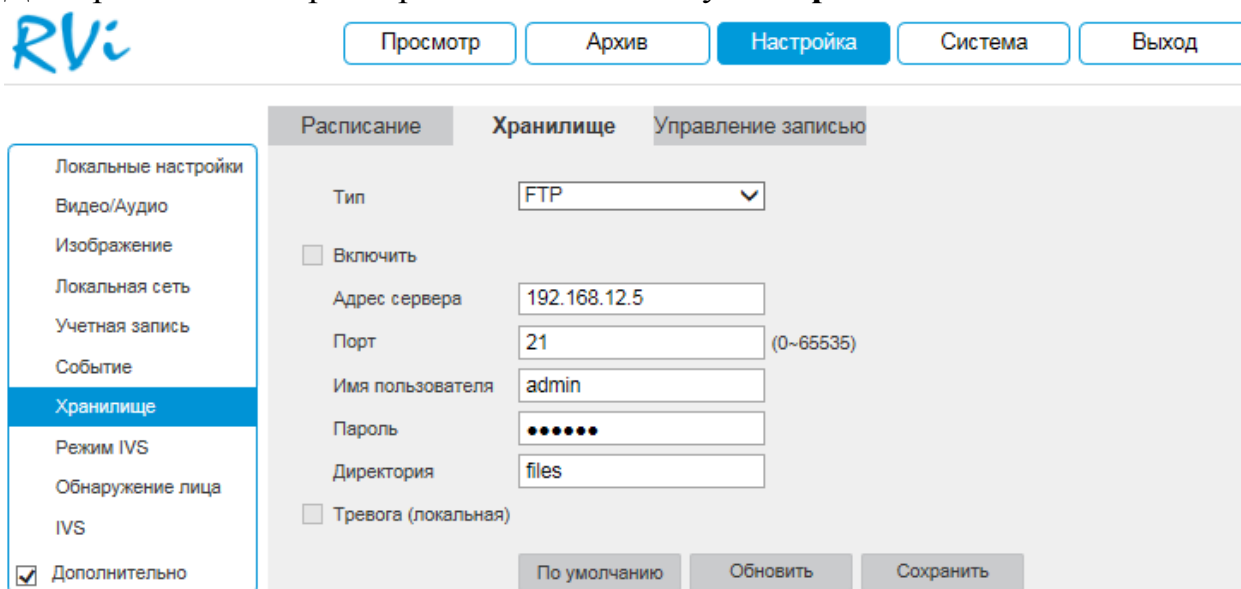 RVi
Просмотр Архив Настройка Система Выход
Расписание Хранилище Управление записью
Локальные настройки
Видео/Аудио
Изображение
Локальная сеть
Учетная запись
Событие
Хранилище
Режим IVS
Обнаружение лица
IVS
Дополнительно
Тип FTP
Включить
Адрес сервера 192.168.12.5
Порт 21 (0~65535)
Имя пользователя admin
Пароль ●●●●●●
Директория files
Тревога (локальная)
По умолчанию Обновить Сохранить